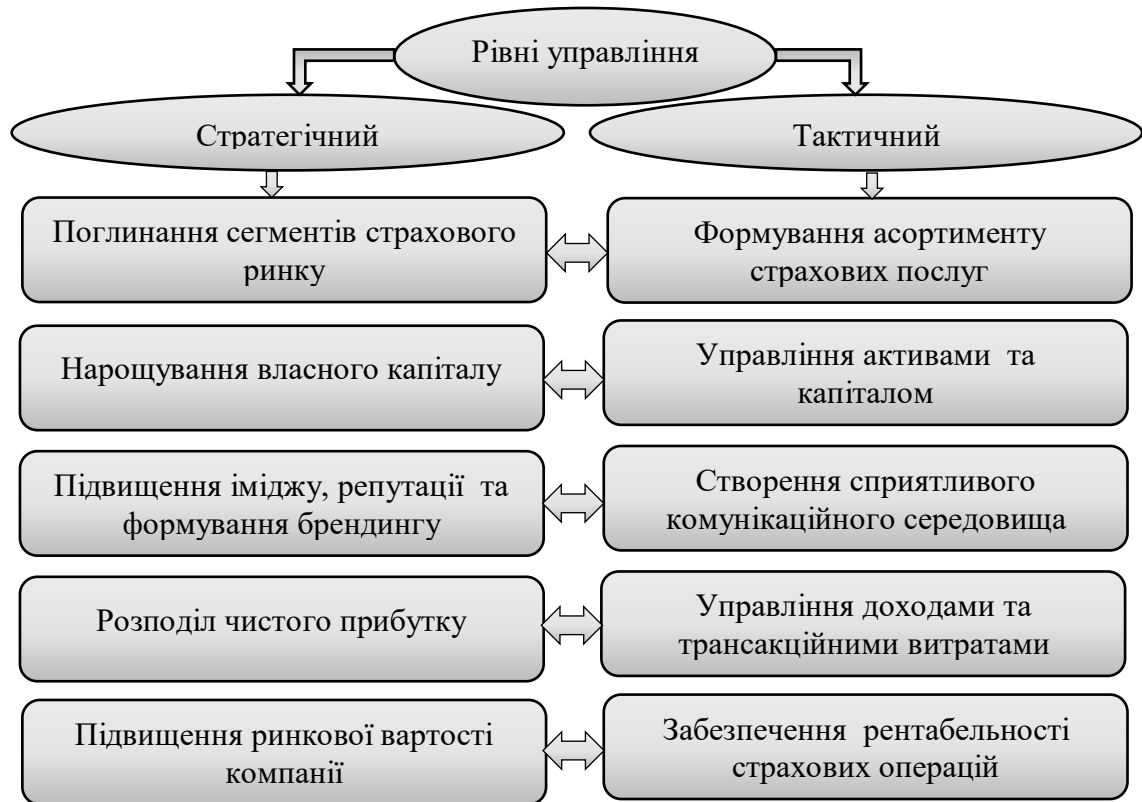 Рівні управління
Стратегічний
Тактичний
Поглинання сегментів страхового
ринку
Формування асортименту
страхових послуг
Нарощування власного капіталу
Управління активами та
капіталом
Підвищення іміджу, репутації та
формування брендингу
Створення сприятливого
комунікаційного середовища
Розподіл чистого прибутку
Управління доходами та
трансакційними витратами
Підвищення ринкової вартості
компанії
Забезпечення рентабельності
страхових операцій